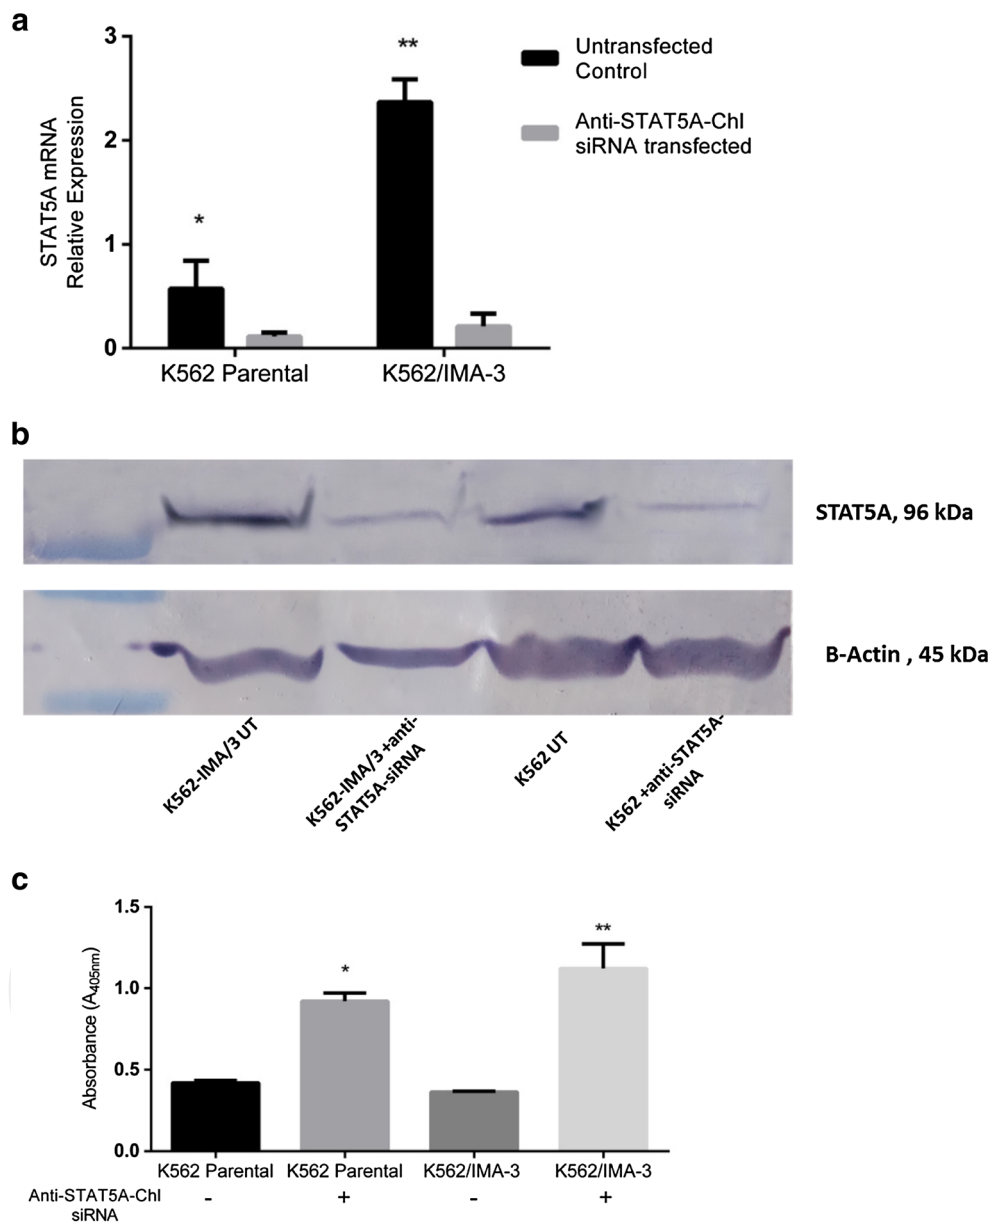 a
3
2
1
0
STAT5A mRNA
Relative Expression
*
**
K562 Parental
K562/IMA-3
Untransfected
Control
Anti-STAT5A-Chl
siRNA transfected
b
STAT5A, 96 kDa
B-Actin , 45 kDa
K562-IMA/3 UT
K562-IMA/3 +anti-
STAT5A-siRNA
K562 UT
K562 +anti-STAT5A-
siRNA
c
1.5
1.0
0.5
0.0
Absorbance (A405nm)
*
**
K562 Parental K562 Parental K562/IMA-3 K562/IMA-3
Anti-STAT5A-Chl
siRNA
- + - +